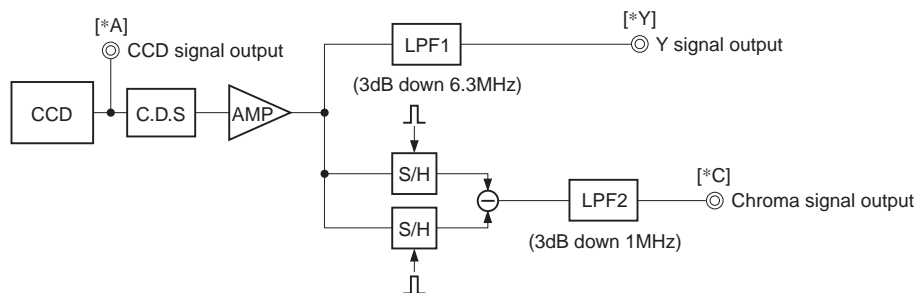 [*A]
CCD signal output
[*Y]
Y signal output
LPF1
(3dB down 6.3MHz)
CCD
C.D.S
AMP
S/H
S/H
LPF2
(3dB down 1MHz)
[*C]
Chroma signal output